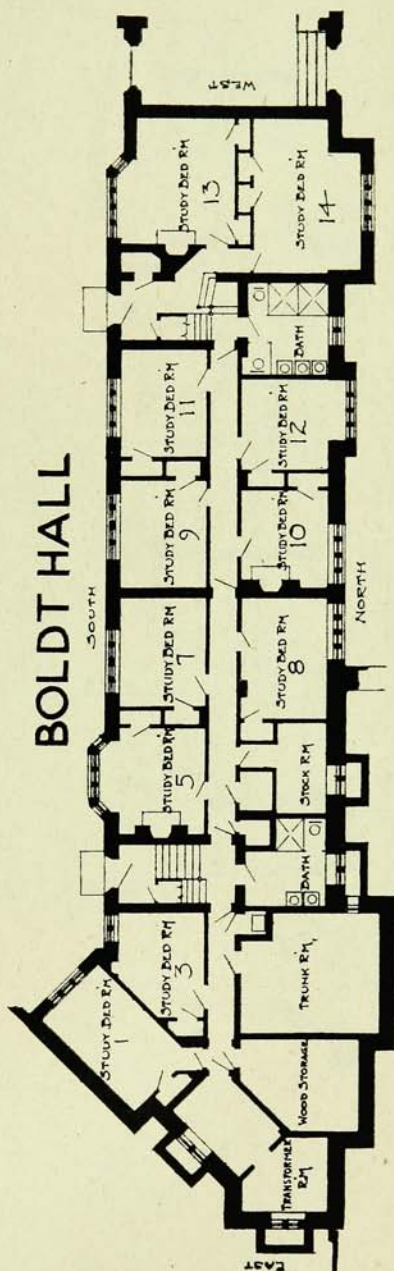 BOLDT HALL
SOUTH
WEST
NORTH
EAST
STUDY BED RM
13
STUDY BED RM
14
STUDY BED RM
11
BATH
STUDY BED RM
12
STUDY BED RM
9
STUDY BED RM
10
STUDY BED RM
7
STUDY BED RM
8
STUDY BED RM
5
STOCK RM
BATH
STUDY BED RM
3
TRUNK RM,
STUDY BED RM
1
WOOD STORAGE
TRANSFORMER
RM